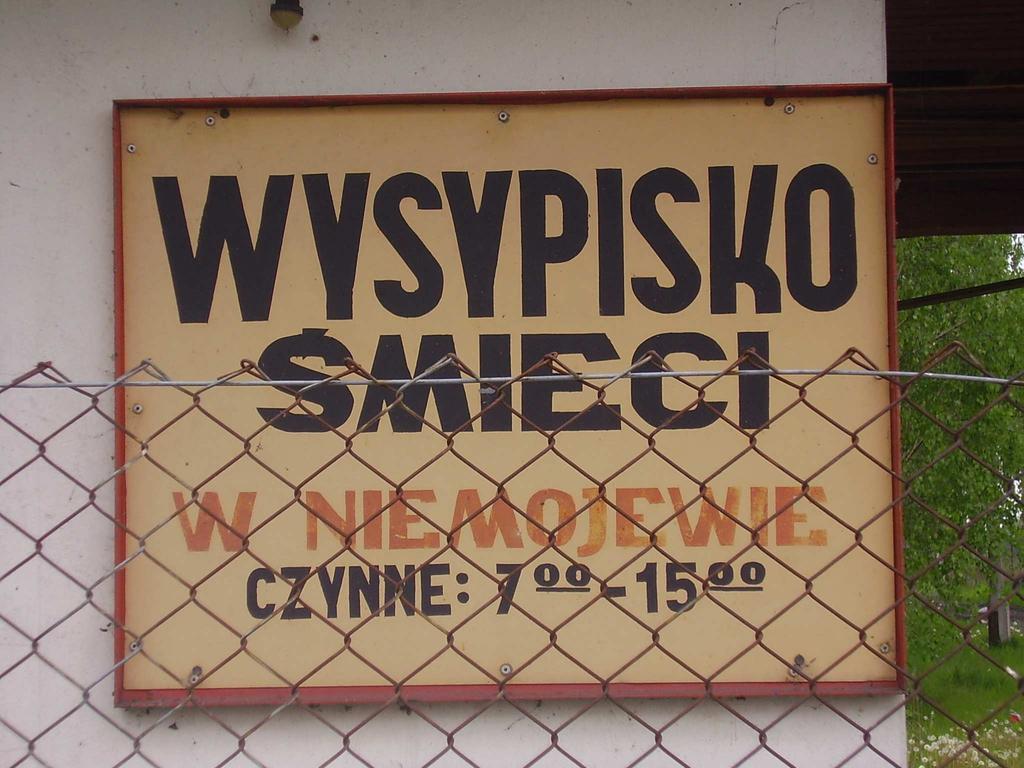 WYSYPISKO
ŚMIECI
W NIEMOJEWIE
CZYNNE: 7⁰⁰-15⁰⁰